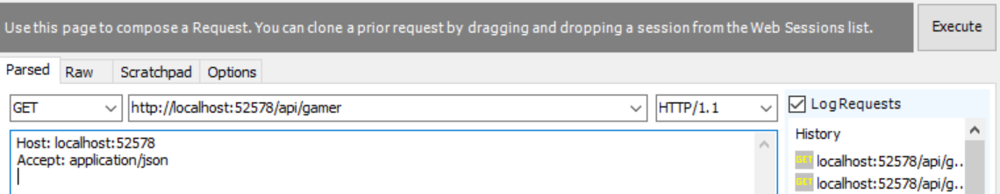 Use this page to compose a Request. You can clone a prior request by dragging and dropping a session from the Web Sessions list.
Execute
Parsed Raw Scratchpad Options
GET http://localhost:52578/api/gamer HTTP/1.1
Log Requests
Host: localhost:52578
Accept: application/json
History
GET localhost:52578/api/g..
GET localhost:52578/api/g..